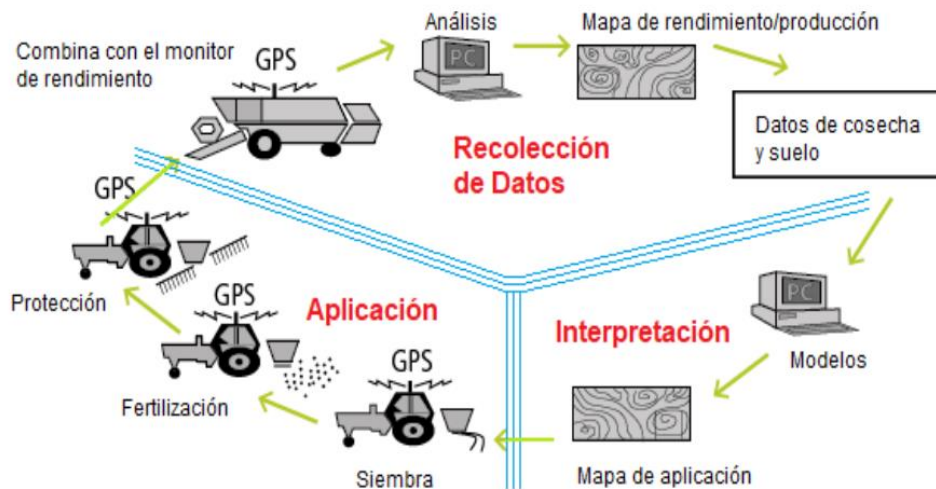 Combina con el monitor
de rendimiento
GPS
Análisis
PC
Mapa de rendimiento/producción
Datos de cosecha
y suelo
Recolección
de Datos
GPS
Protección
GPS
Fertilización
Aplicación
GPS
Siembra
Interpretación
PC
Modelos
Mapa de aplicación